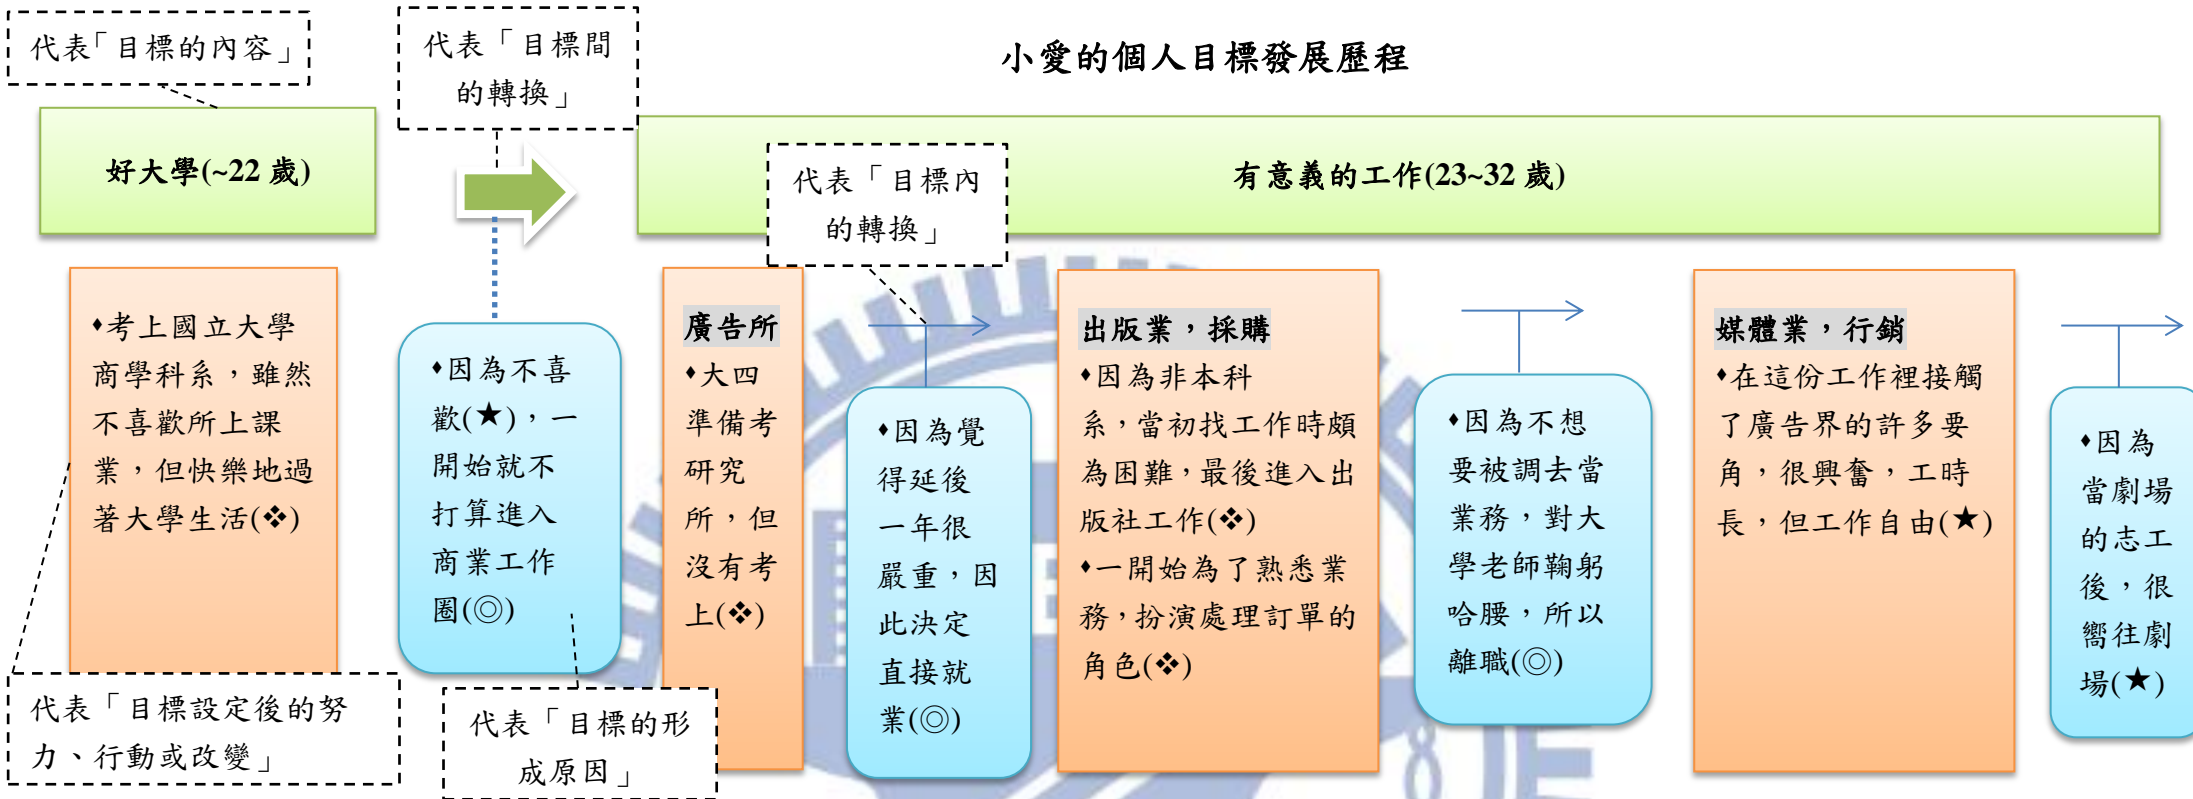 代表「目標的內容」
代表「目標間
的轉換」
小愛的個人目標發展歷程
好大學(~22 歲)
有意義的工作(23~32 歲)
代表「目標內
的轉換」
♦考上國立大學
商學科系，雖然
不喜歡所上課
業，但快樂地過
著大學生活(❖)
♦因為不喜
歡(★)，一
開始就不
打算進入
商業工作
圈(◎)
廣告所
♦大四
準備考
研究
所，但
沒有考
上(❖)
♦因為覺
得延後
一年很
嚴重，因
此決定
直接就
業(◎)
出版業，採購
♦因為非本科
系，當初找工作時頗
為困難，最後進入出
版社工作(❖)
♦一開始為了熟悉業
務，扮演處理訂單的
角色(❖)
♦因為不想
要被調去當
業務，對大
學老師鞠躬
哈腰，所以
離職(◎)
媒體業，行銷
♦在這份工作裡接觸
了廣告界的許多要
角，很興奮，工時
長，但工作自由(★)
♦因為
當劇場
的志工
後，很
嚮往劇
場(★)
代表「目標設定後的努
力、行動或改變」
代表「目標的形
成原因」